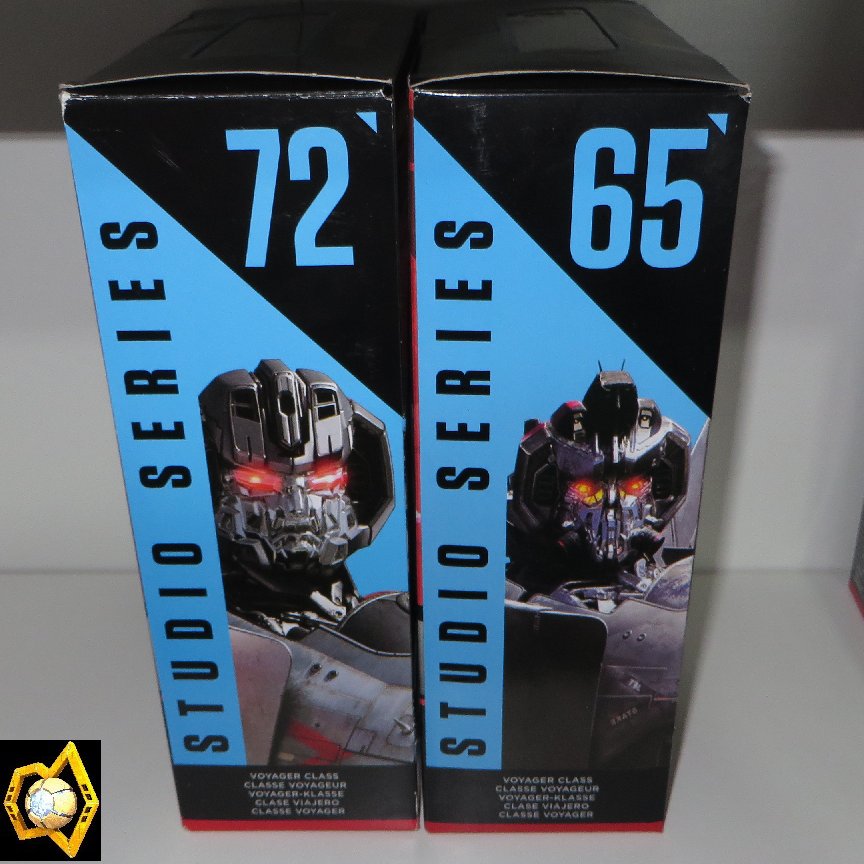 72
STUDIO SERIES
VOYAGER CLASS
CLASSE VOYAGEUR
VOYAGER-KLASSE
CLASE VIAJERO
CLASSE VOYAGER
65
STUDIO SERIES
VOYAGER CLASS
CLASSE VOYAGEUR
VOYAGER-KLASSE
CLASE VIAJERO
CLASSE VOYAGER